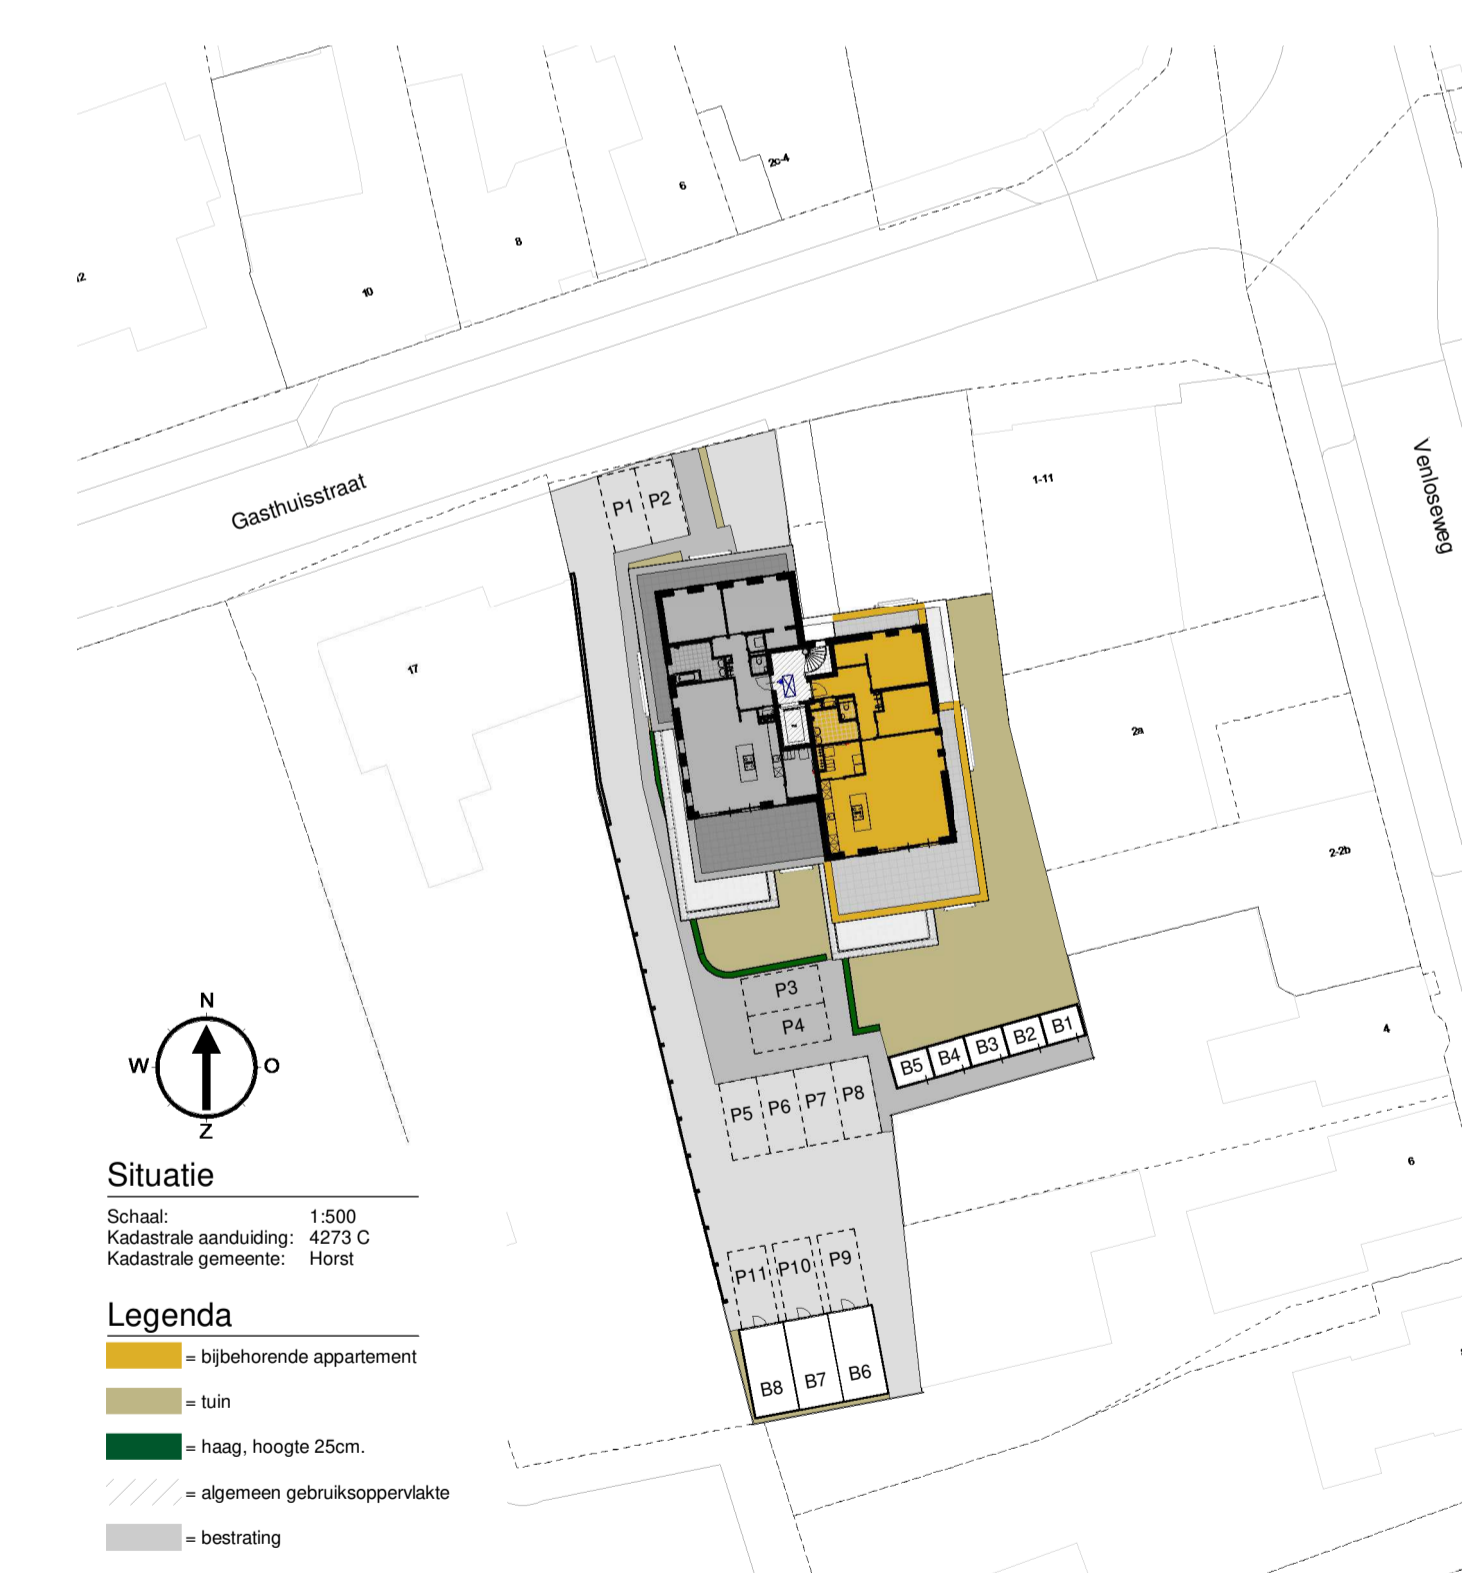 2c-4
6
8
12
10
Gasthuisstraat
Venloseweg
1-11
P1
P2
17
2a
2-2b
P3
P4
N
W
O
Z
B5
B4
B3
B2
B1
4
P5
P6
P7
P8
6
P11
P10
P9
B8
B7
B6
Situatie
Schaal: 1:500
Kadastrale aanduiding: 4273 C
Kadastrale gemeente: Horst
Legenda
= bijbehorende appartement
= tuin
= haag, hoogte 25cm.
= algemeen gebruiksoppervlakte
= bestrating